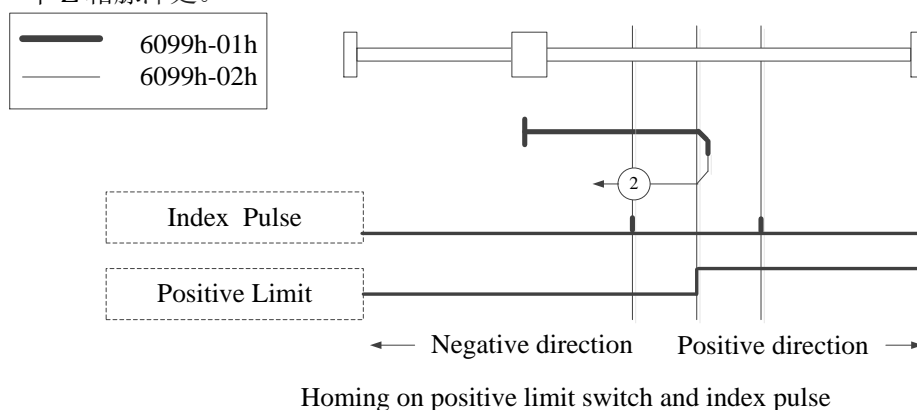 6099h-01h
6099h-02h
2
Index Pulse
Positive Limit
Negative direction Positive direction
Homing on positive limit switch and index pulse